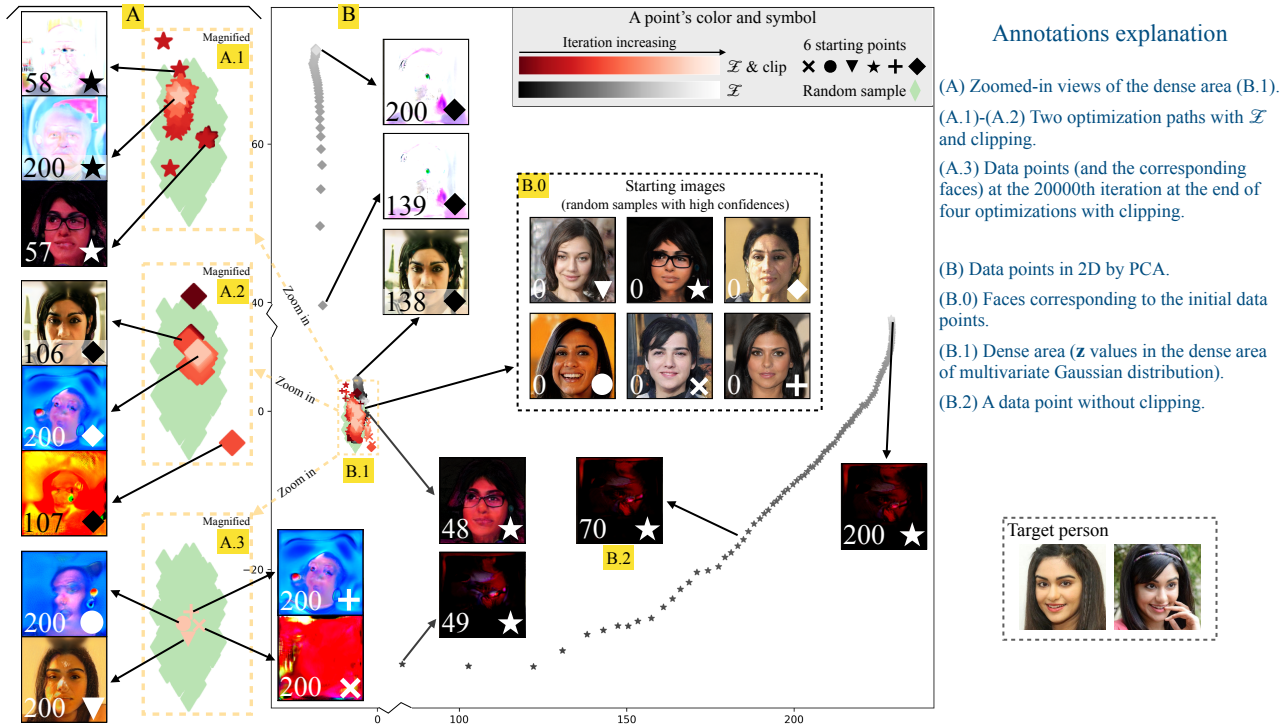 A
Magnified
A.1
58
200
57
Magnified
A.2
106
200
107
Magnified
A.3
200
200
B
60
40
0
−20
0
100
150
200
200
139
138
A point's color and symbol
Iteration increasing
6 starting points
𝓩 & clip
𝓩
Random sample
B.0
Starting images
(random samples with high confidences)
0
0
0
0
0
0
Zoom in
Zoom in
Zoom in
B.1
48
49
70
B.2
200
200
200
Annotations explanation
(A) Zoomed-in views of the dense area (B.1).
(A.1)-(A.2) Two optimization paths with 𝓩
and clipping.
(A.3) Data points (and the corresponding
faces) at the 20000th iteration at the end of
four optimizations with clipping.
(B) Data points in 2D by PCA.
(B.0) Faces corresponding to the initial data
points.
(B.1) Dense area (z values in the dense area
of multivariate Gaussian distribution).
(B.2) A data point without clipping.
Target person